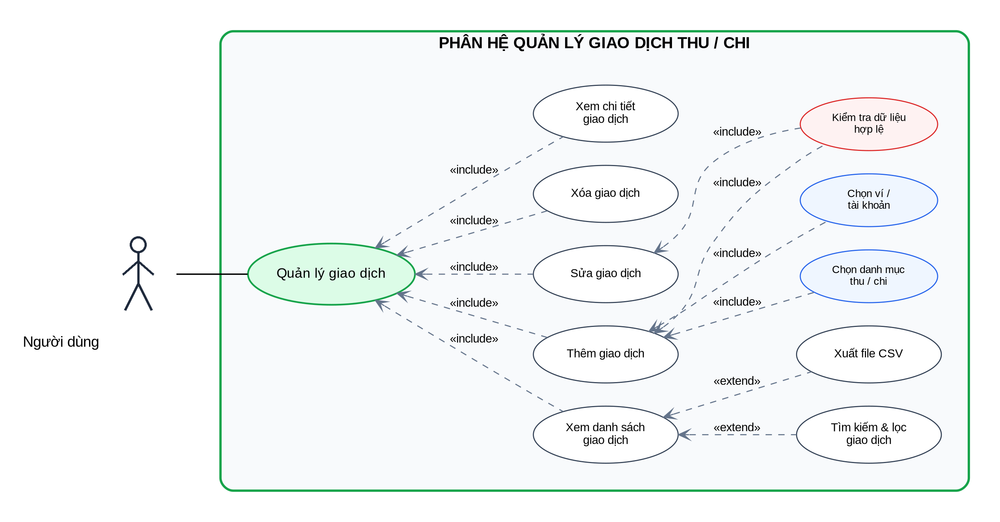 PHÂN HỆ QUẢN LÝ GIAO DỊCH THU / CHI
Xem chi tiết
giao dịch
Kiểm tra dữ liệu
hợp lệ
«include»
«include»
«include»
Xóa giao dịch
Chọn ví /
tài khoản
«include»
«include»
«include»
Quản lý giao dịch
Sửa giao dịch
Chọn danh mục
thu / chi
«include»
«include»
Người dùng
«include»
Thêm giao dịch
Xuất file CSV
«extend»
Xem danh sách
giao dịch
«extend»
Tìm kiếm & lọc
giao dịch